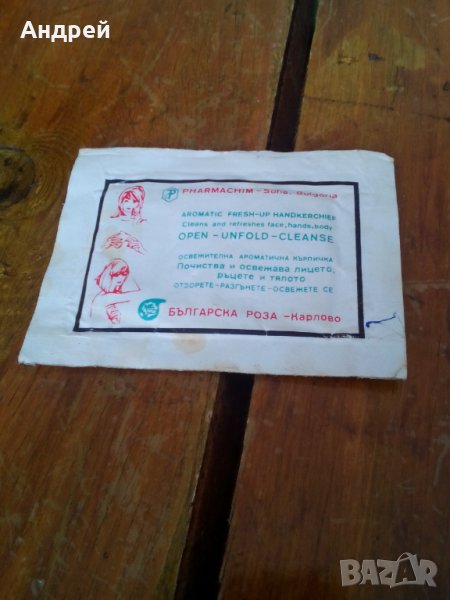 Андрей
PHARMACHIM - Sofia, Bulgaria
AROMATIC FRESH-UP HANDKERCHIEF
Cleans and refreshes face, hands, body
OPEN - UNFOLD - CLEANSE
ОСВЕЖИТЕЛНА АРОМАТИЧНА КЪРПИЧКА
Почиства и освежава лицето,
ръцете и тялото
ОТВОРЕТЕ - РАЗГЪНЕТЕ - ОСВЕЖЕТЕ СЕ
БЪЛГАРСКА РОЗА - Карлово
BAZAR